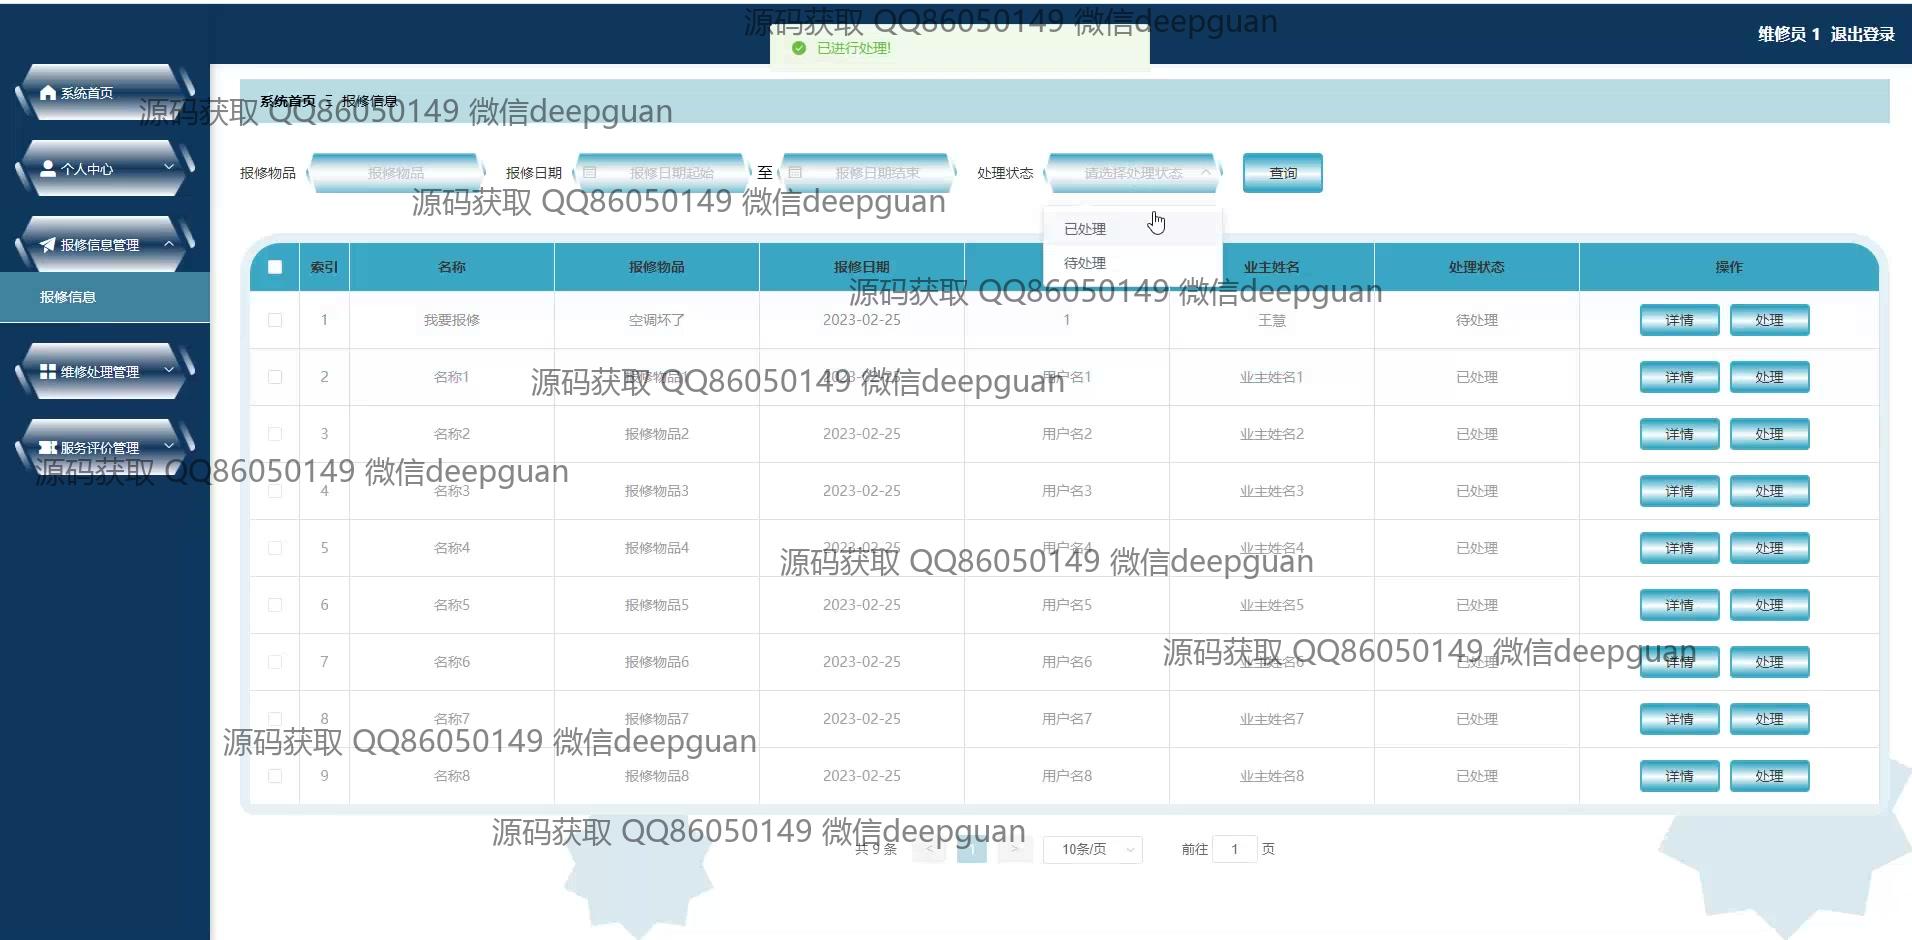 源码获取 QQ86050149 微信deepguan
已进行处理!
维修员 1 退出登录
系统首页
源码获取 QQ86050149 微信deepguan
系统首页 报修信息
个人中心
报修物品 报修物品 报修日期 报修日期起始 至 报修日期结束 处理状态 请选择处理状态 查询
源码获取 QQ86050149 微信deepguan
已处理
待处理
报修信息管理
报修信息
维修处理管理
服务评价管理
源码获取 QQ86050149 微信deepguan
索引 名称 报修物品 报修日期 业主姓名 处理状态 操作
源码获取 QQ86050149 微信deepguan
1 我要报修 空调坏了 2023-02-25 1 王慧 待处理 详情 处理
2 名称1 报修物品1 2023-02-25 用户名1 业主姓名1 已处理 详情 处理
源码获取 QQ86050149 微信deepguan
3 名称2 报修物品2 2023-02-25 用户名2 业主姓名2 已处理 详情 处理
4 名称3 报修物品3 2023-02-25 用户名3 业主姓名3 已处理 详情 处理
5 名称4 报修物品4 2023-02-25 用户名4 业主姓名4 已处理 详情 处理
源码获取 QQ86050149 微信deepguan
6 名称5 报修物品5 2023-02-25 用户名5 业主姓名5 已处理 详情 处理
7 名称6 报修物品6 2023-02-25 用户名6 业主姓名6 已处理 详情 处理
源码获取 QQ86050149 微信deepguan
8 名称7 报修物品7 2023-02-25 用户名7 业主姓名7 已处理 详情 处理
源码获取 QQ86050149 微信deepguan
9 名称8 报修物品8 2023-02-25 用户名8 业主姓名8 已处理 详情 处理
源码获取 QQ86050149 微信deepguan
共 9 条 < 1 > 10条/页 前往 1 页